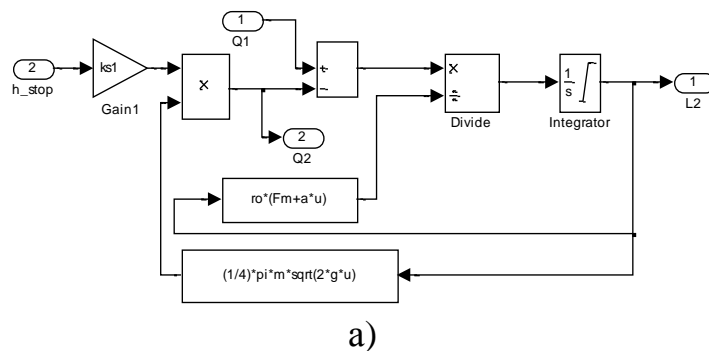 1
Q1
2
h_stop
ks1
Gain1
x
+
-
x
÷
Divide
1
s
Integrator
1
L2
2
Q2
ro*(Fm+a*u)
(1/4)*pi*m*sqrt(2*g*u)
a)